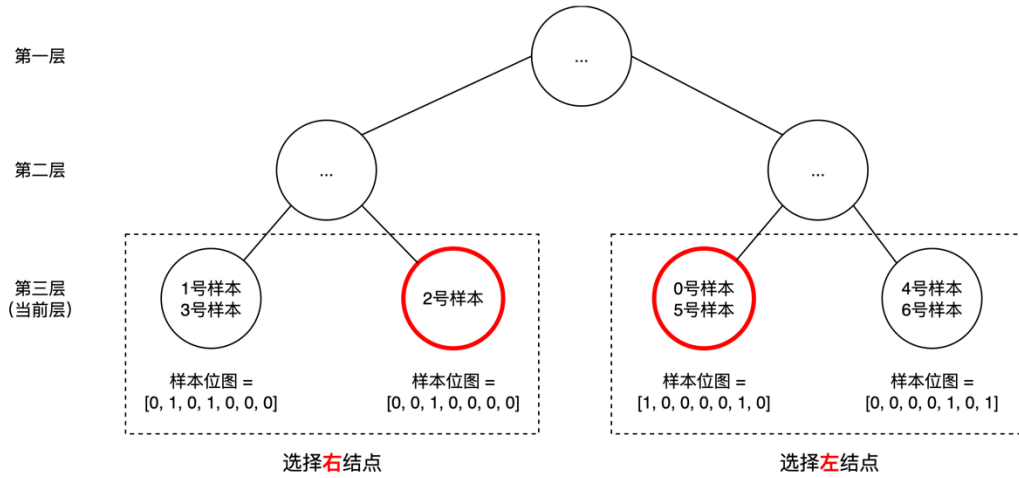 第一层
...
第二层
...
...
第三层
(当前层)
1号样本
3号样本
2号样本
0号样本
5号样本
4号样本
6号样本
样本位图 =
[0, 1, 0, 1, 0, 0, 0]
样本位图 =
[0, 0, 1, 0, 0, 0, 0]
样本位图 =
[1, 0, 0, 0, 0, 1, 0]
样本位图 =
[0, 0, 0, 0, 1, 0, 1]
选择右结点
选择左结点